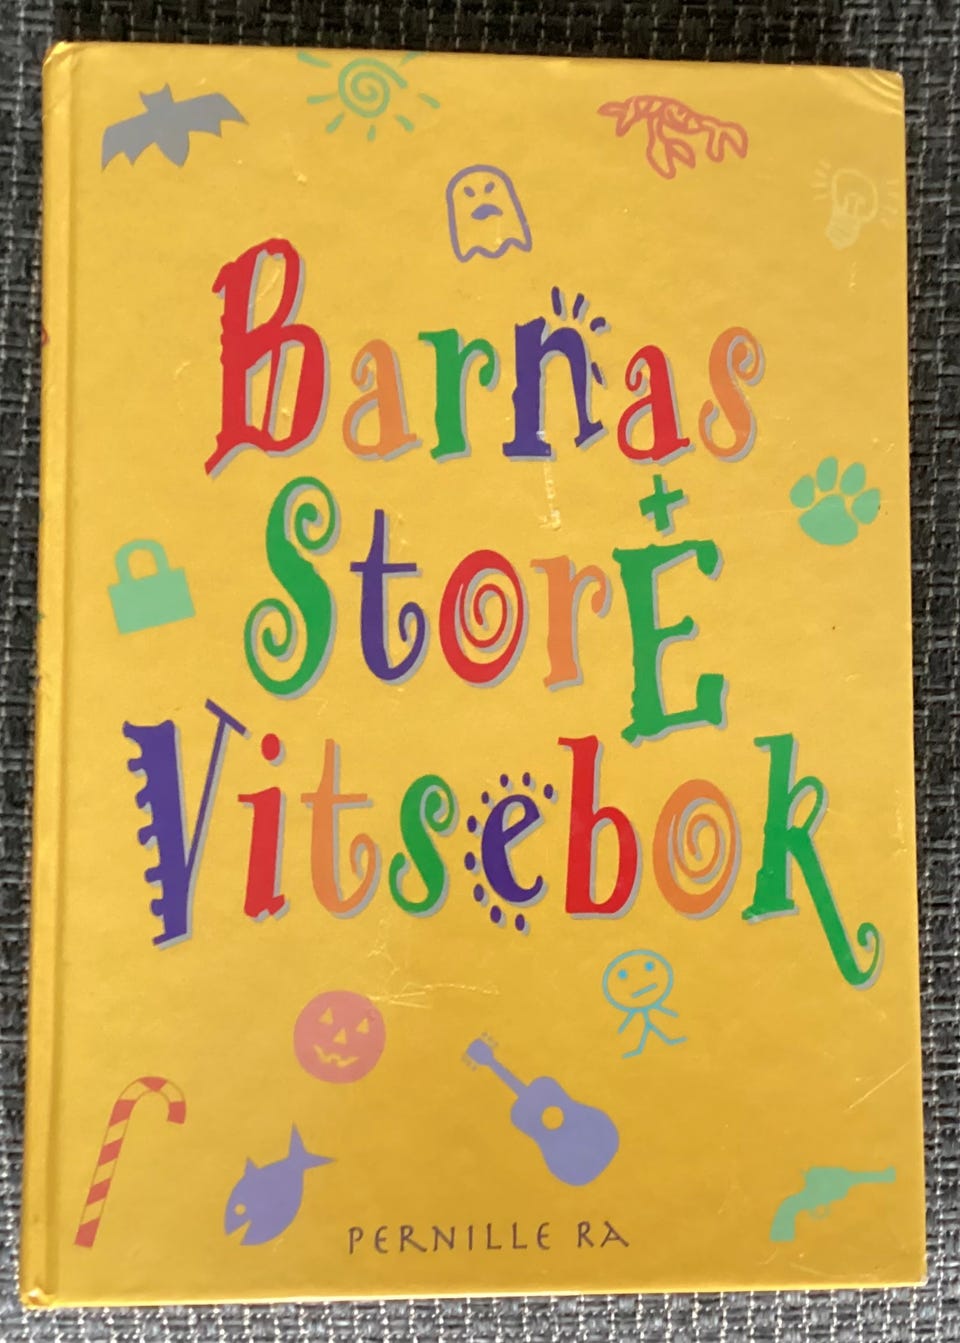 Barnas
StorE
Vitsebok
PERNILLE RA